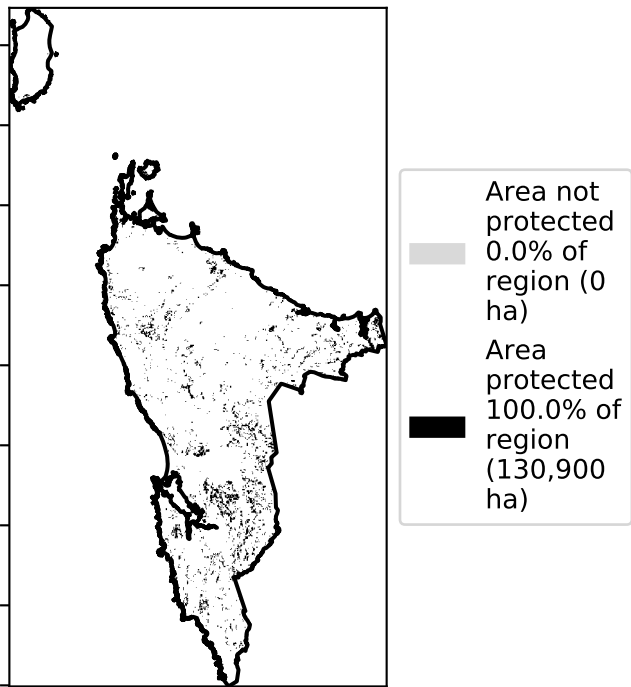 Area not
protected
0.0% of
region (0
ha)
Area
protected
100.0% of
region
(130,900
ha)